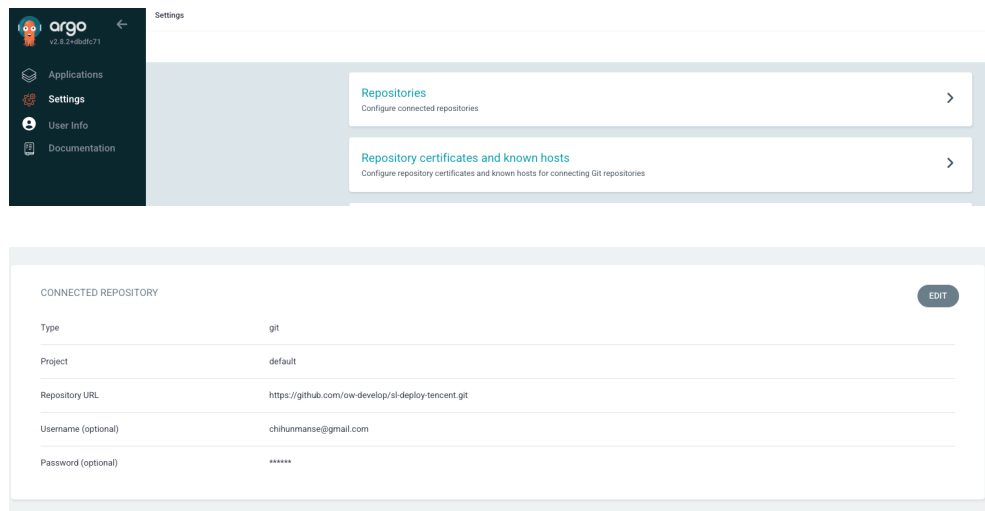 argo
v2.8.2+dbdfc71
Applications
Settings
User Info
Documentation
Settings
Repositories
Configure connected repositories
Repository certificates and known hosts
Configure repository certificates and known hosts for connecting Git repositories
CONNECTED REPOSITORY
EDIT
Type git
Project default
Repository URL https://github.com/ow-develop/sl-deploy-tencent.git
Username (optional) chihunmanse@gmail.com
Password (optional) ******